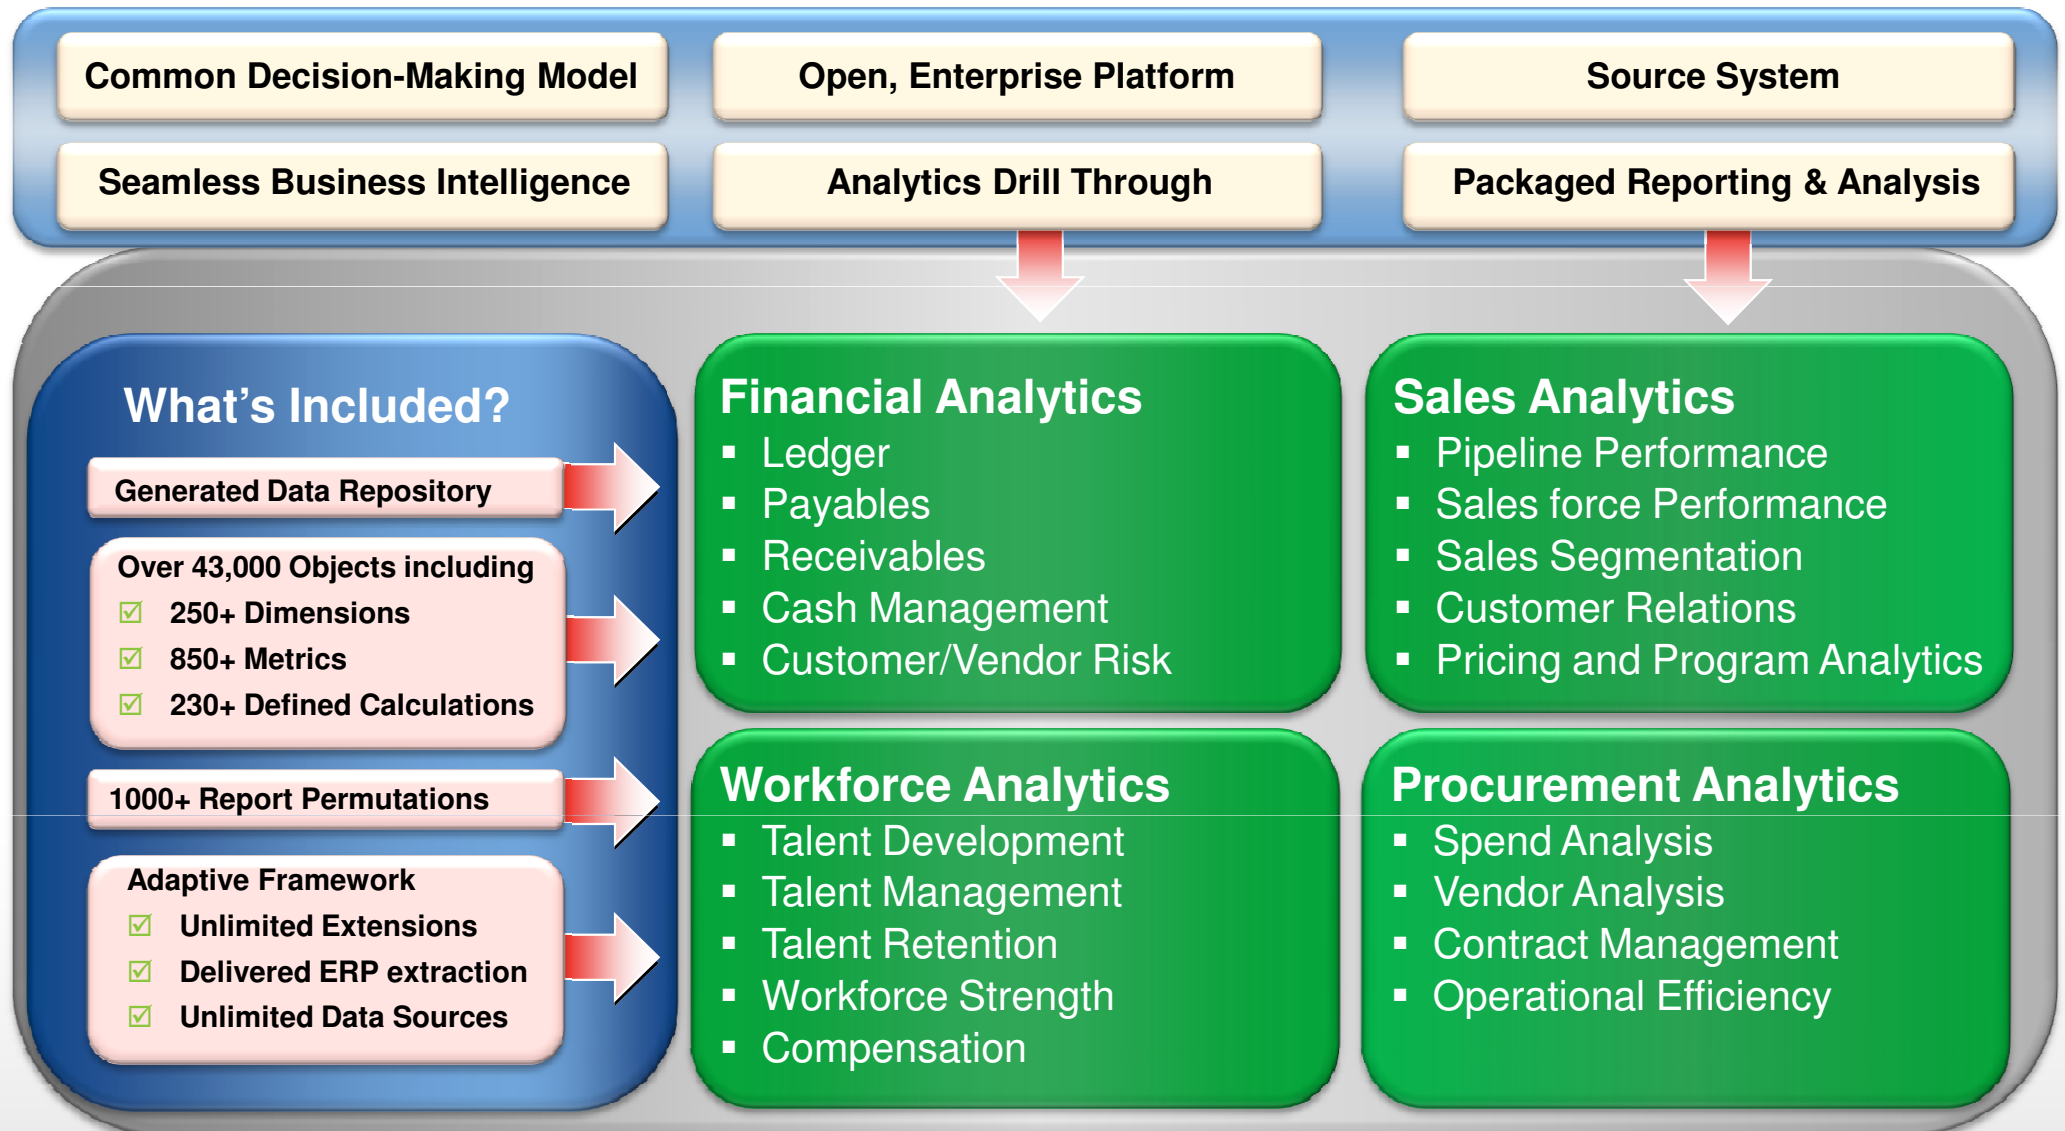 Common Decision-Making Model
Open, Enterprise Platform
Source System
Seamless Business Intelligence
Analytics Drill Through
Packaged Reporting & Analysis
What's Included?
Generated Data Repository
Over 43,000 Objects including
250+ Dimensions
850+ Metrics
230+ Defined Calculations
1000+ Report Permutations
Adaptive Framework
Unlimited Extensions
Delivered ERP extraction
Unlimited Data Sources
Financial Analytics
Ledger
Payables
Receivables
Cash Management
Customer/Vendor Risk
Sales Analytics
Pipeline Performance
Sales force Performance
Sales Segmentation
Customer Relations
Pricing and Program Analytics
Workforce Analytics
Talent Development
Talent Management
Talent Retention
Workforce Strength
Compensation
Procurement Analytics
Spend Analysis
Vendor Analysis
Contract Management
Operational Efficiency